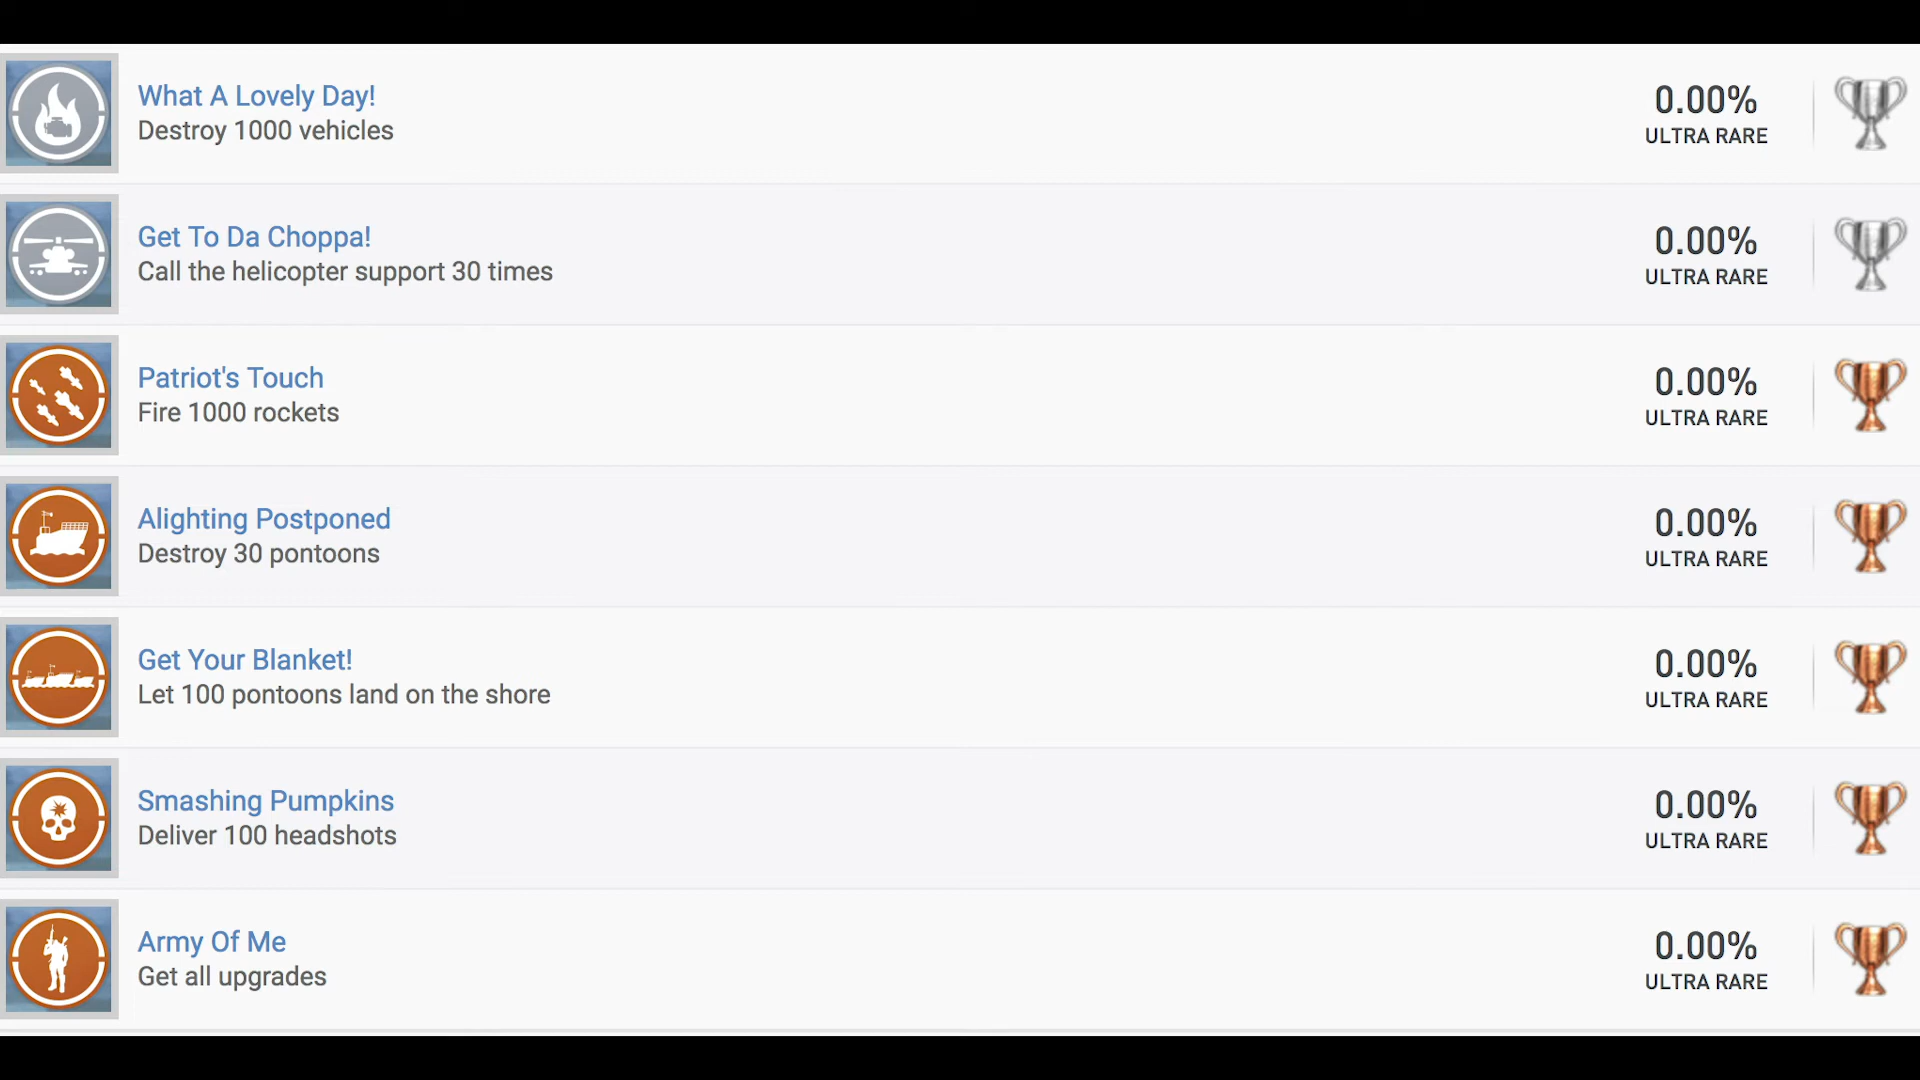 What A Lovely Day!
Destroy 1000 vehicles
0.00%
ULTRA RARE
Get To Da Choppa!
Call the helicopter support 30 times
0.00%
ULTRA RARE
Patriot's Touch
Fire 1000 rockets
0.00%
ULTRA RARE
Alighting Postponed
Destroy 30 pontoons
0.00%
ULTRA RARE
Get Your Blanket!
Let 100 pontoons land on the shore
0.00%
ULTRA RARE
Smashing Pumpkins
Deliver 100 headshots
0.00%
ULTRA RARE
Army Of Me
Get all upgrades
0.00%
ULTRA RARE